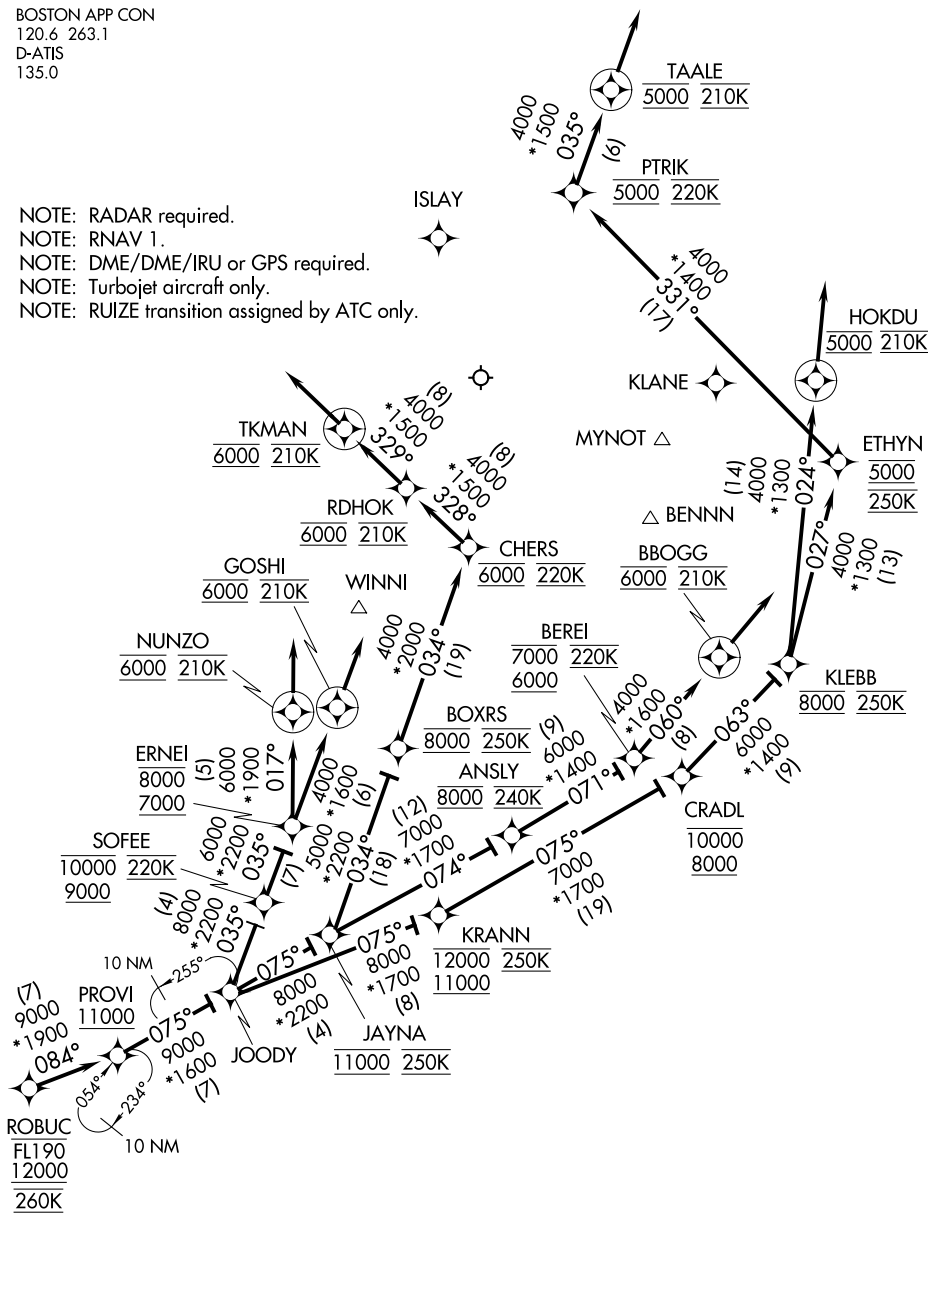 BOSTON APP CON
120.6 263.1
D-ATIS
135.0
TAALE
5000 210K
4000
*1500
035°
(6)
PTRIK
5000 220K
ISLAY
NOTE: RADAR required.
NOTE: RNAV 1.
NOTE: DME/DME/IRU or GPS required.
NOTE: Turbojet aircraft only.
NOTE: RUIZE transition assigned by ATC only.
4000
*1400
331°
(17)
HOKDU
5000 210K
KLANE
(8)
4000
*1500
329°
TKMAN
6000 210K
MYNOT
ETHYN
5000
250K
(8)
4000
*1500
328°
(14)
4000
*1300
024°
RDHOK
6000 210K
BENNN
027°
4000
*1300
(13)
CHERS
6000 220K
BBOGG
6000 210K
GOSHI
6000 210K
WINNI
NUNZO
6000 210K
4000
*2000
034°
(19)
BEREI
7000 220K
6000
KLEBB
8000 250K
4000
*1600
060°
(8)
BOXRS
8000 250K
063°
6000
*1400
(9)
(9)
6000
*1400
071°
ERNEI
8000
7000
(5)
6000
*1900
017°
4000
*1600
(6)
ANSLY
8000 240K
CRADL
10000
8000
SOFEE
10000 220K
9000
6000
*2200
035°
(7)
5000
*2200
034°
(18)
(12)
7000
*1700
074°
075°
7000
*1700
(19)
(4)
8000
*2200
035°
KRANN
12000 250K
11000
075°
8000
*2200
(4)
075°
8000
*1700
(8)
10 NM
255°
PROVI
11000
JOODY
JAYNA
11000 250K
(7)
9000
*1900
084°
075°
9000
*1600
(7)
054°
234°
10 NM
ROBUC
FL190
12000
260K